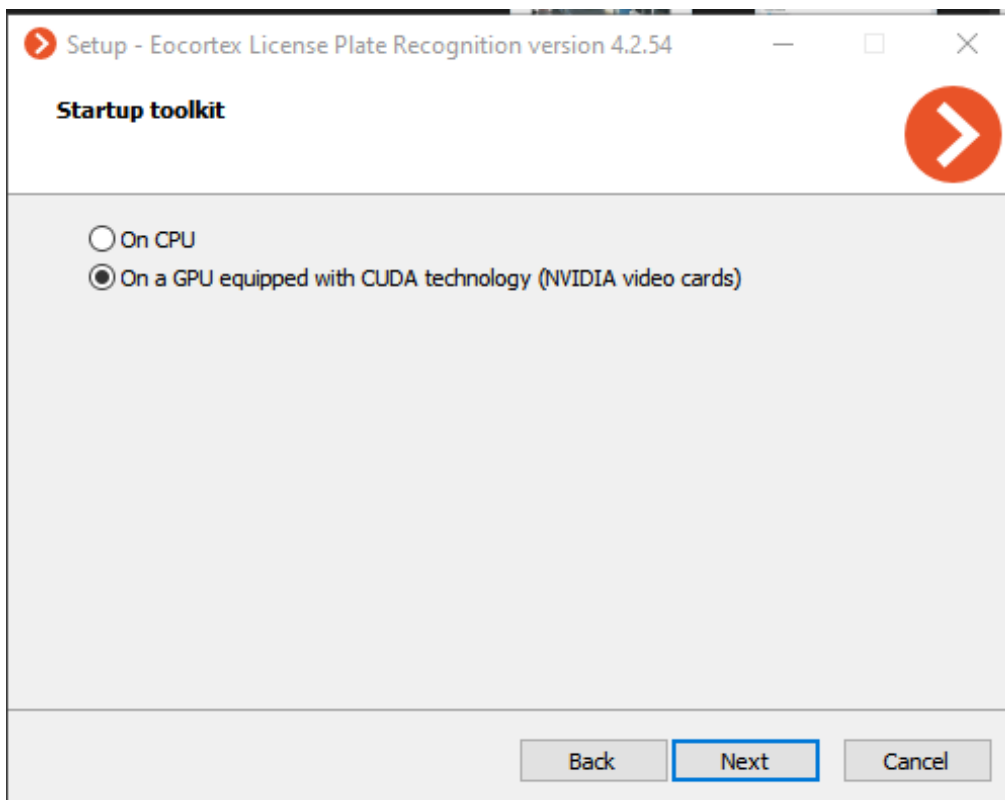 Setup - Eocortex License Plate Recognition version 4.2.54
Startup toolkit
On CPU
On a GPU equipped with CUDA technology (NVIDIA video cards)
Back Next Cancel